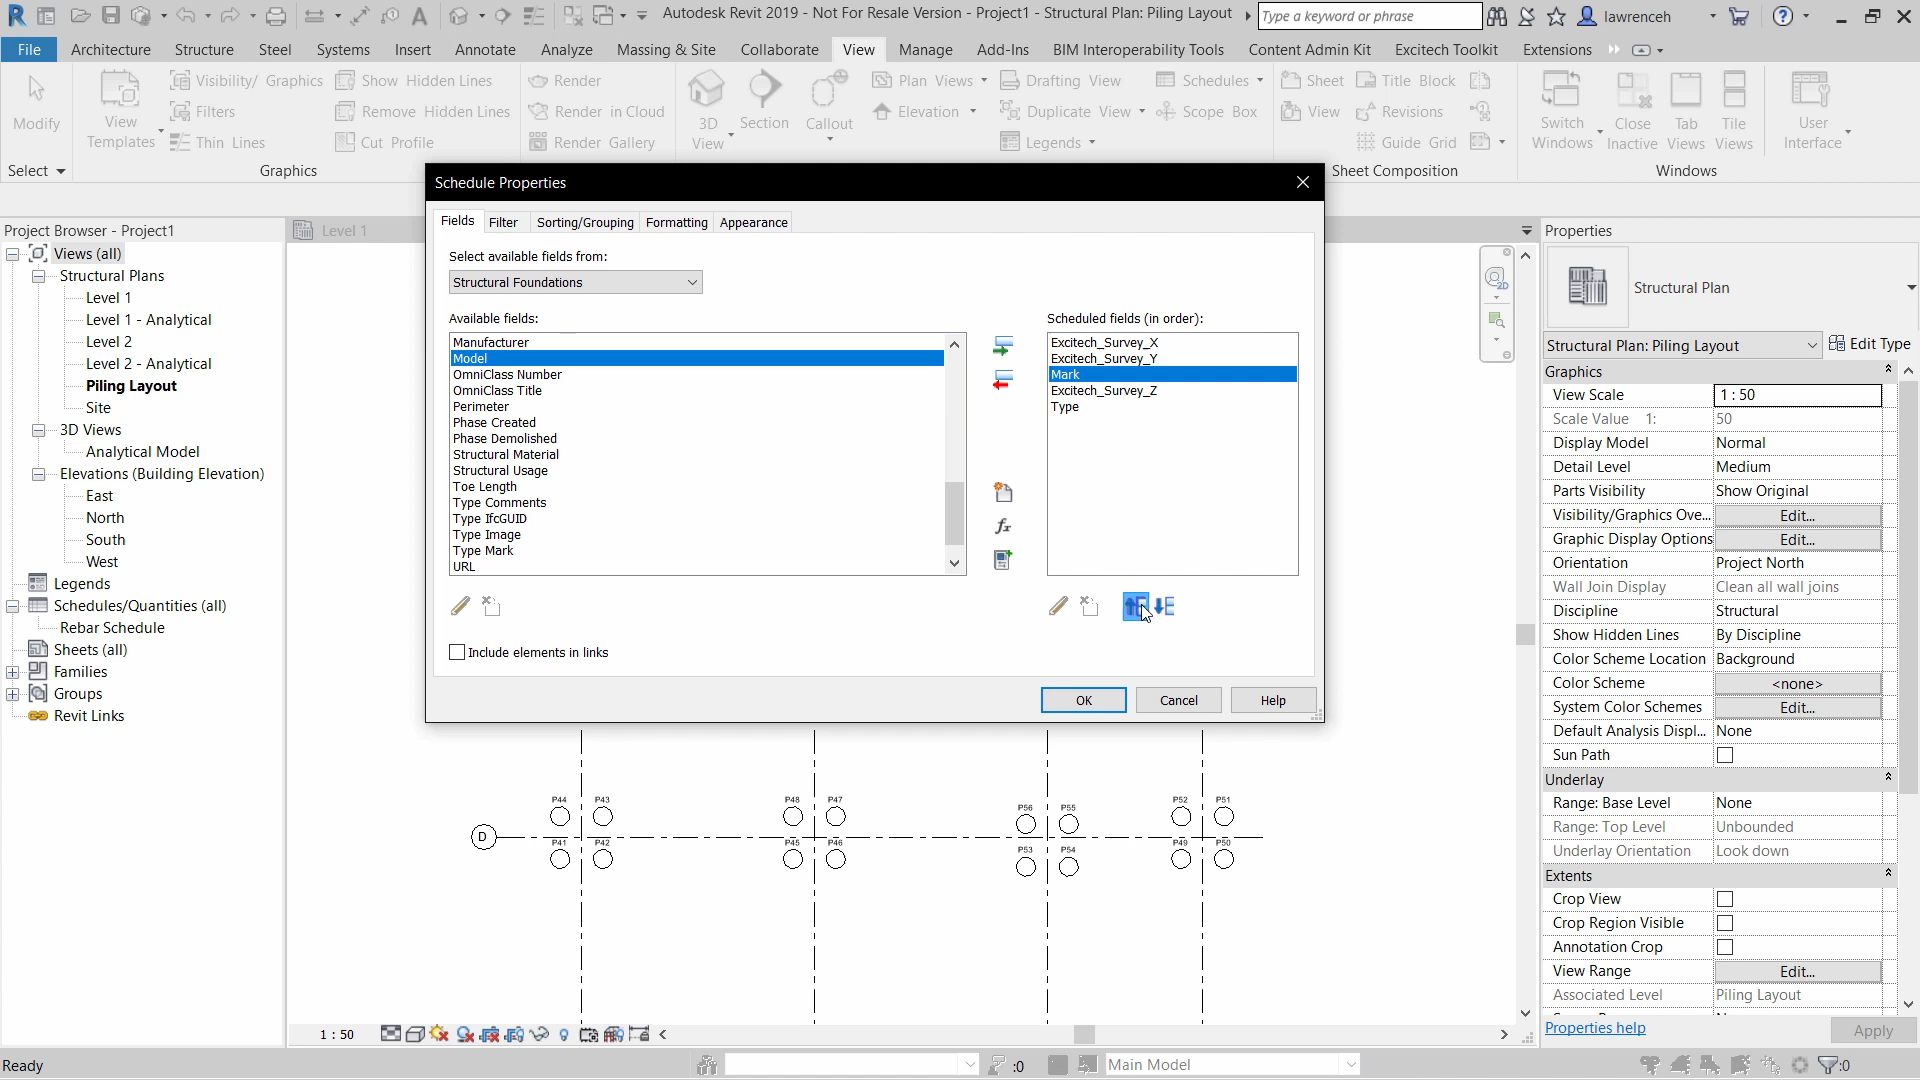 Autodesk Revit 2019 - Not For Resale Version - Project1 - Structural Plan: Piling Layout
Type a keyword or phrase
lawrenceh
File Architecture Structure Steel Systems Insert Annotate Analyze Massing & Site Collaborate View Manage Add-Ins BIM Interoperability Tools Content Admin Kit Excitech Toolkit Extensions
Modify
View Templates
Visibility/ Graphics
Filters
Thin Lines
Show Hidden Lines
Remove Hidden Lines
Cut Profile
Render
Render in Cloud
Render Gallery
3D View
Section
Callout
Plan Views
Elevation
Drafting View
Duplicate View
Legends
Schedules
Scope Box
Sheet
View
Title Block
Revisions
Guide Grid
Switch Windows
Close Inactive
Tab Views
Tile Views
User Interface
Select
Graphics
Sheet Composition
Windows
Project Browser - Project1
Views (all)
Structural Plans
Level 1
Level 1 - Analytical
Level 2
Level 2 - Analytical
Piling Layout
Site
3D Views
Analytical Model
Elevations (Building Elevation)
East
North
South
West
Legends
Schedules/Quantities (all)
Rebar Schedule
Sheets (all)
Families
Groups
Revit Links
Level 1
Schedule Properties
Fields Filter Sorting/Grouping Formatting Appearance
Select available fields from:
Structural Foundations
Available fields:
Manufacturer
Model
OmniClass Number
OmniClass Title
Perimeter
Phase Created
Phase Demolished
Structural Material
Structural Usage
Toe Length
Type Comments
Type IfcGUID
Type Image
Type Mark
URL
fx
Scheduled fields (in order):
Excitech_Survey_X
Excitech_Survey_Y
Mark
Excitech_Survey_Z
Type
Include elements in links
OK Cancel Help
D
P44 P43
P41 P42
P48 P47
P45 P46
P56 P55
P53 P54
P52 P51
P49 P50
2D
Properties
Structural Plan
Structural Plan: Piling Layout
Edit Type
Graphics
View Scale 1 : 50
Scale Value 1: 50
Display Model Normal
Detail Level Medium
Parts Visibility Show Original
Visibility/Graphics Ove... Edit...
Graphic Display Options Edit...
Orientation Project North
Wall Join Display Clean all wall joins
Discipline Structural
Show Hidden Lines By Discipline
Color Scheme Location Background
Color Scheme <none>
System Color Schemes Edit...
Default Analysis Displ... None
Sun Path
Underlay
Range: Base Level None
Range: Top Level Unbounded
Underlay Orientation Look down
Extents
Crop View
Crop Region Visible
Annotation Crop
View Range Edit...
Associated Level Piling Layout
Properties help
Apply
1 : 50
Ready
:0
Main Model
:0